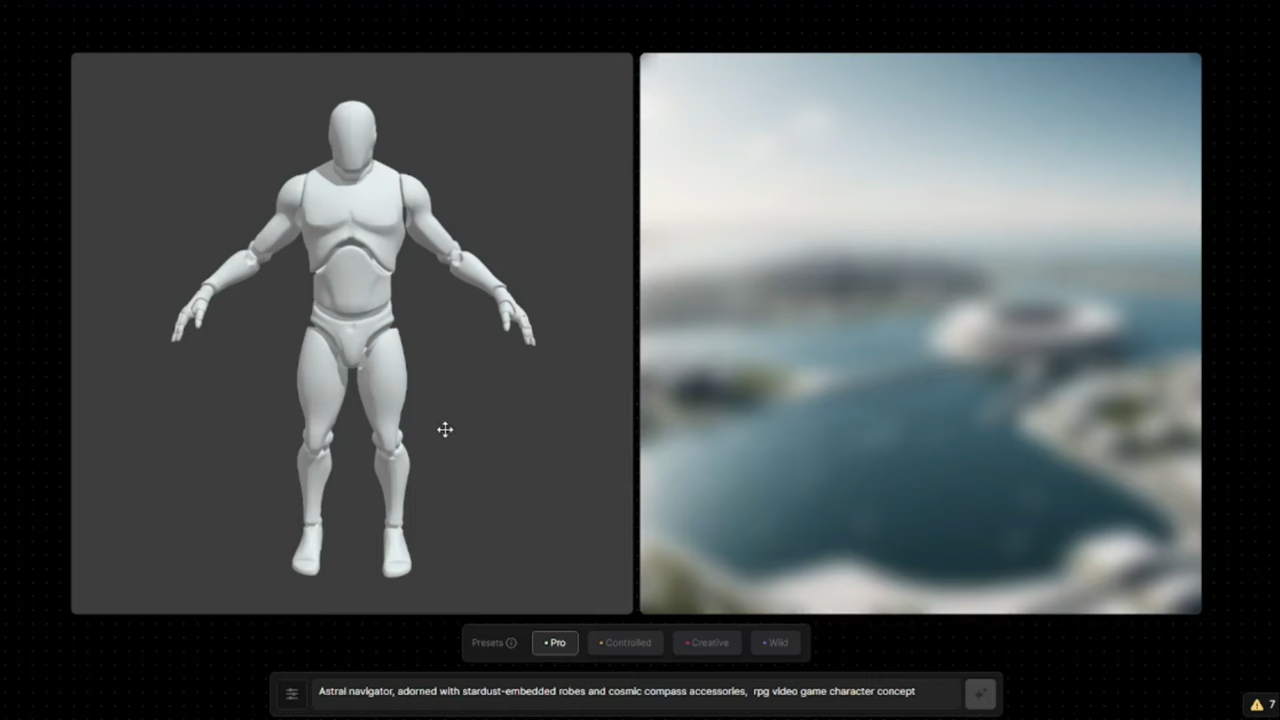 Presets Pro Controlled Creative Wild
Astral navigator, adorned with stardust-embedded robes and cosmic compass accessories, rpg video game character concept
7